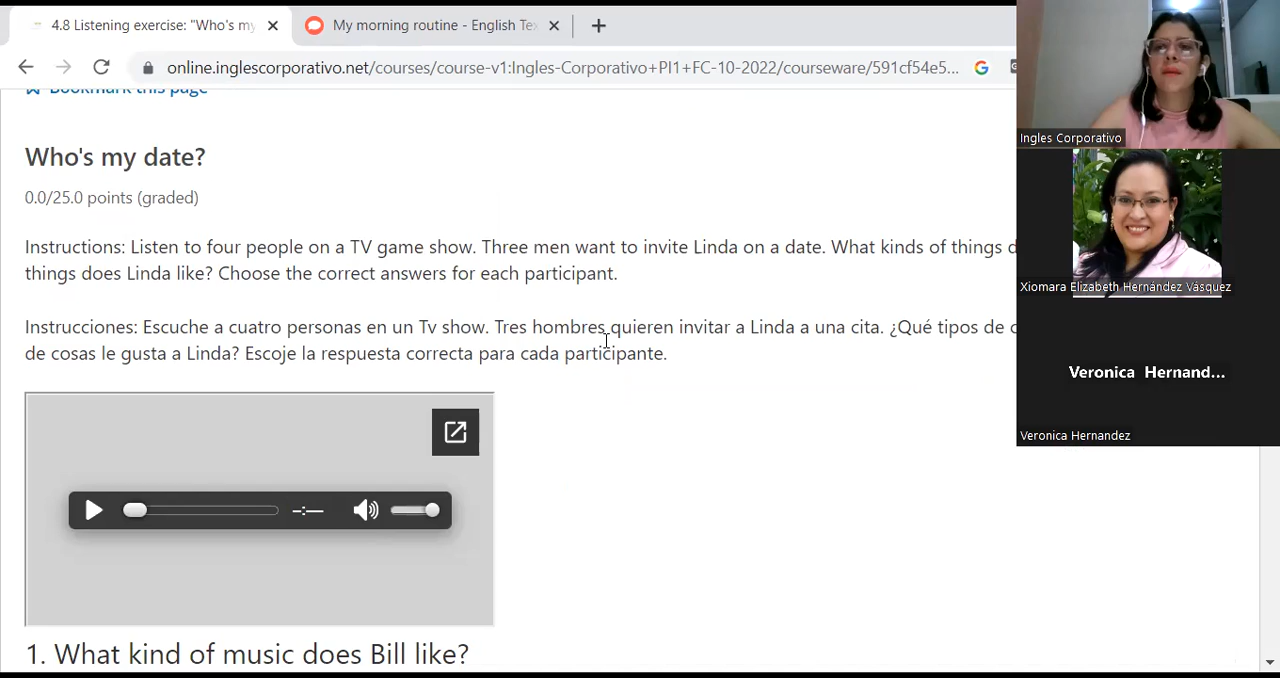 4.8 Listening exercise: "Who's my
My morning routine - English Te
online.inglescorporativo.net/courses/course-v1:Ingles-Corporativo+PI1+FC-10-2022/courseware/591cf54e5...
Bookmark this page
Who's my date?
0.0/25.0 points (graded)
Instructions: Listen to four people on a TV game show. Three men want to invite Linda on a date. What kinds of things
things does Linda like? Choose the correct answers for each participant.
Instrucciones: Escuche a cuatro personas en un Tv show. Tres hombres quieren invitar a Linda a una cita. ¿Qué tipos de
de cosas le gusta a Linda? Escoje la respuesta correcta para cada participante.
-:--
1. What kind of music does Bill like?
Ingles Corporativo
Xiomara Elizabeth Hernández Vásquez
Veronica Hernand...
Veronica Hernandez